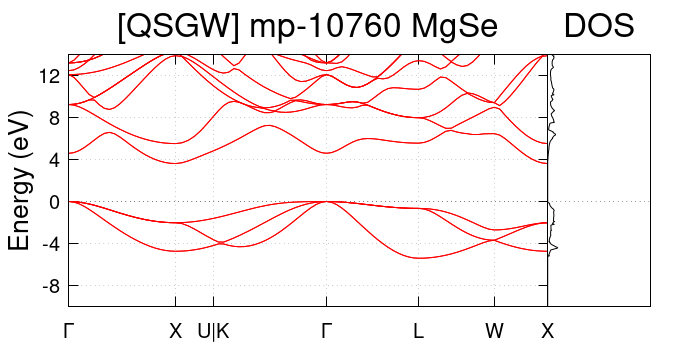 [QSGW] mp-10760 MgSe DOS
Energy (eV)
12
8
4
0
-4
-8
Γ X U|K Γ L W X